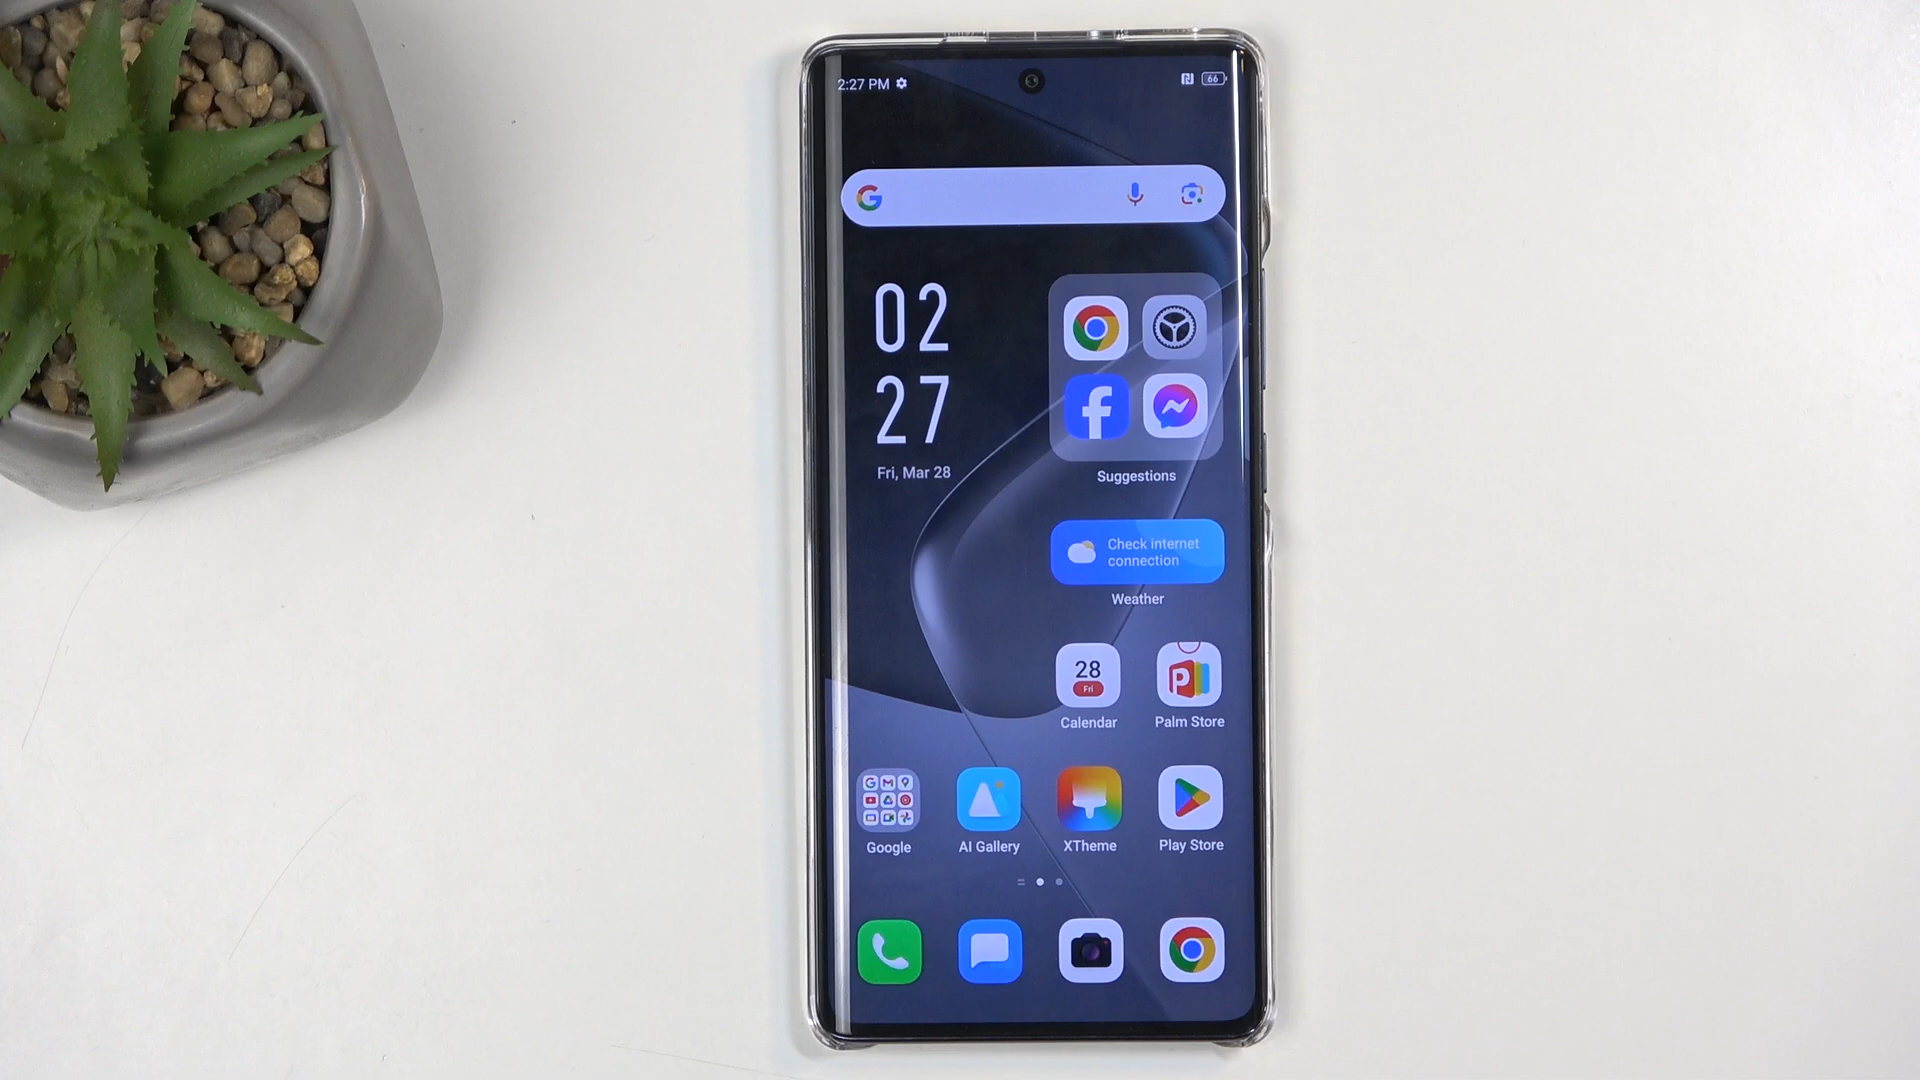 2:27 PM
66
02
27
Fri, Mar 28
Suggestions
Check internet
connection
Weather
28
Fri
Calendar
Palm Store
Google
AI Gallery
XTheme
Play Store